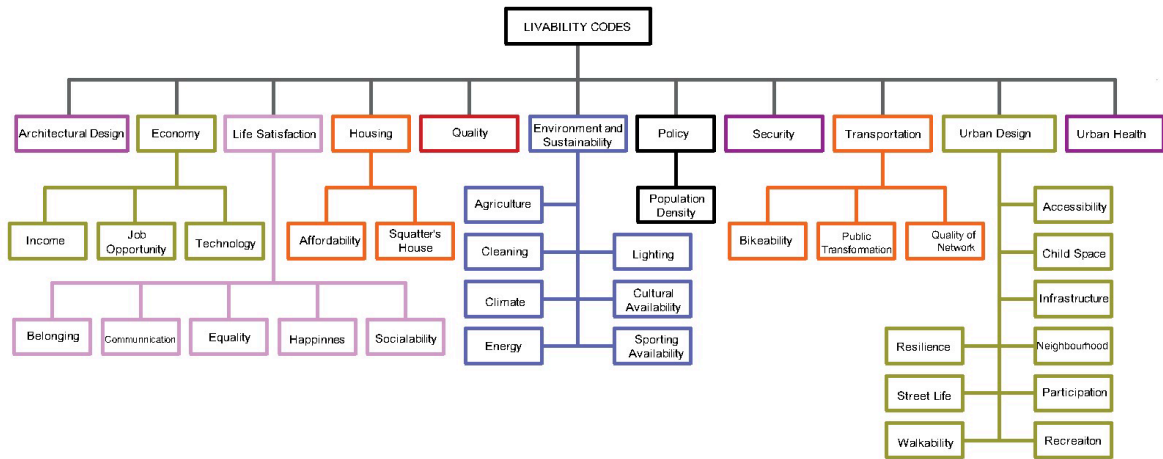 LIVABILITY CODES
Architectural Design
Economy
Life Satisfaction
Housing
Quality
Environment and
Sustainability
Policy
Security
Transportation
Urban Design
Urban Health
Income
Job
Opportunity
Technology
Belonging
Communnication
Equality
Happinnes
Socialability
Affordability
Squatter's
House
Agriculture
Cleaning
Climate
Energy
Lighting
Cultural
Availability
Sporting
Availability
Population
Density
Bikeability
Public
Transformation
Quality of
Network
Accessibility
Child Space
Infrastructure
Resilience
Neighbourhood
Street Life
Participation
Walkability
Recreaiton